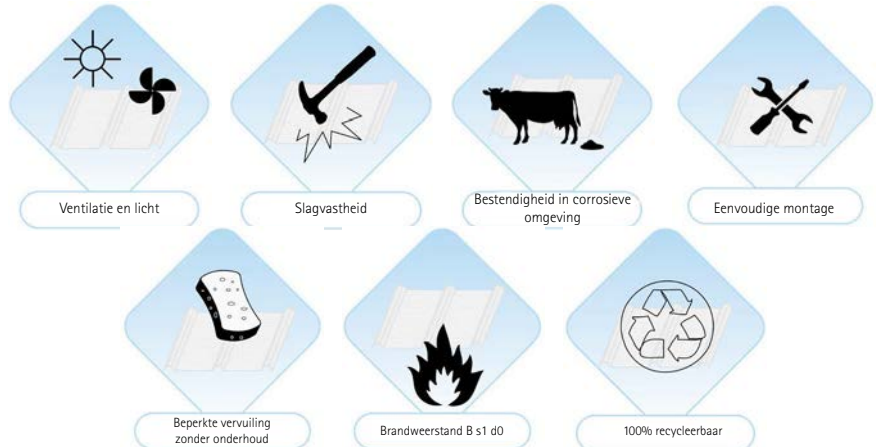 Ventilatie en licht
Slagvastheid
Bestendigheid in corrosieve
omgeving
Eenvoudige montage
Beperkte vervuiling
zonder onderhoud
Brandweerstand B s1 d0
100% recycleerbaar